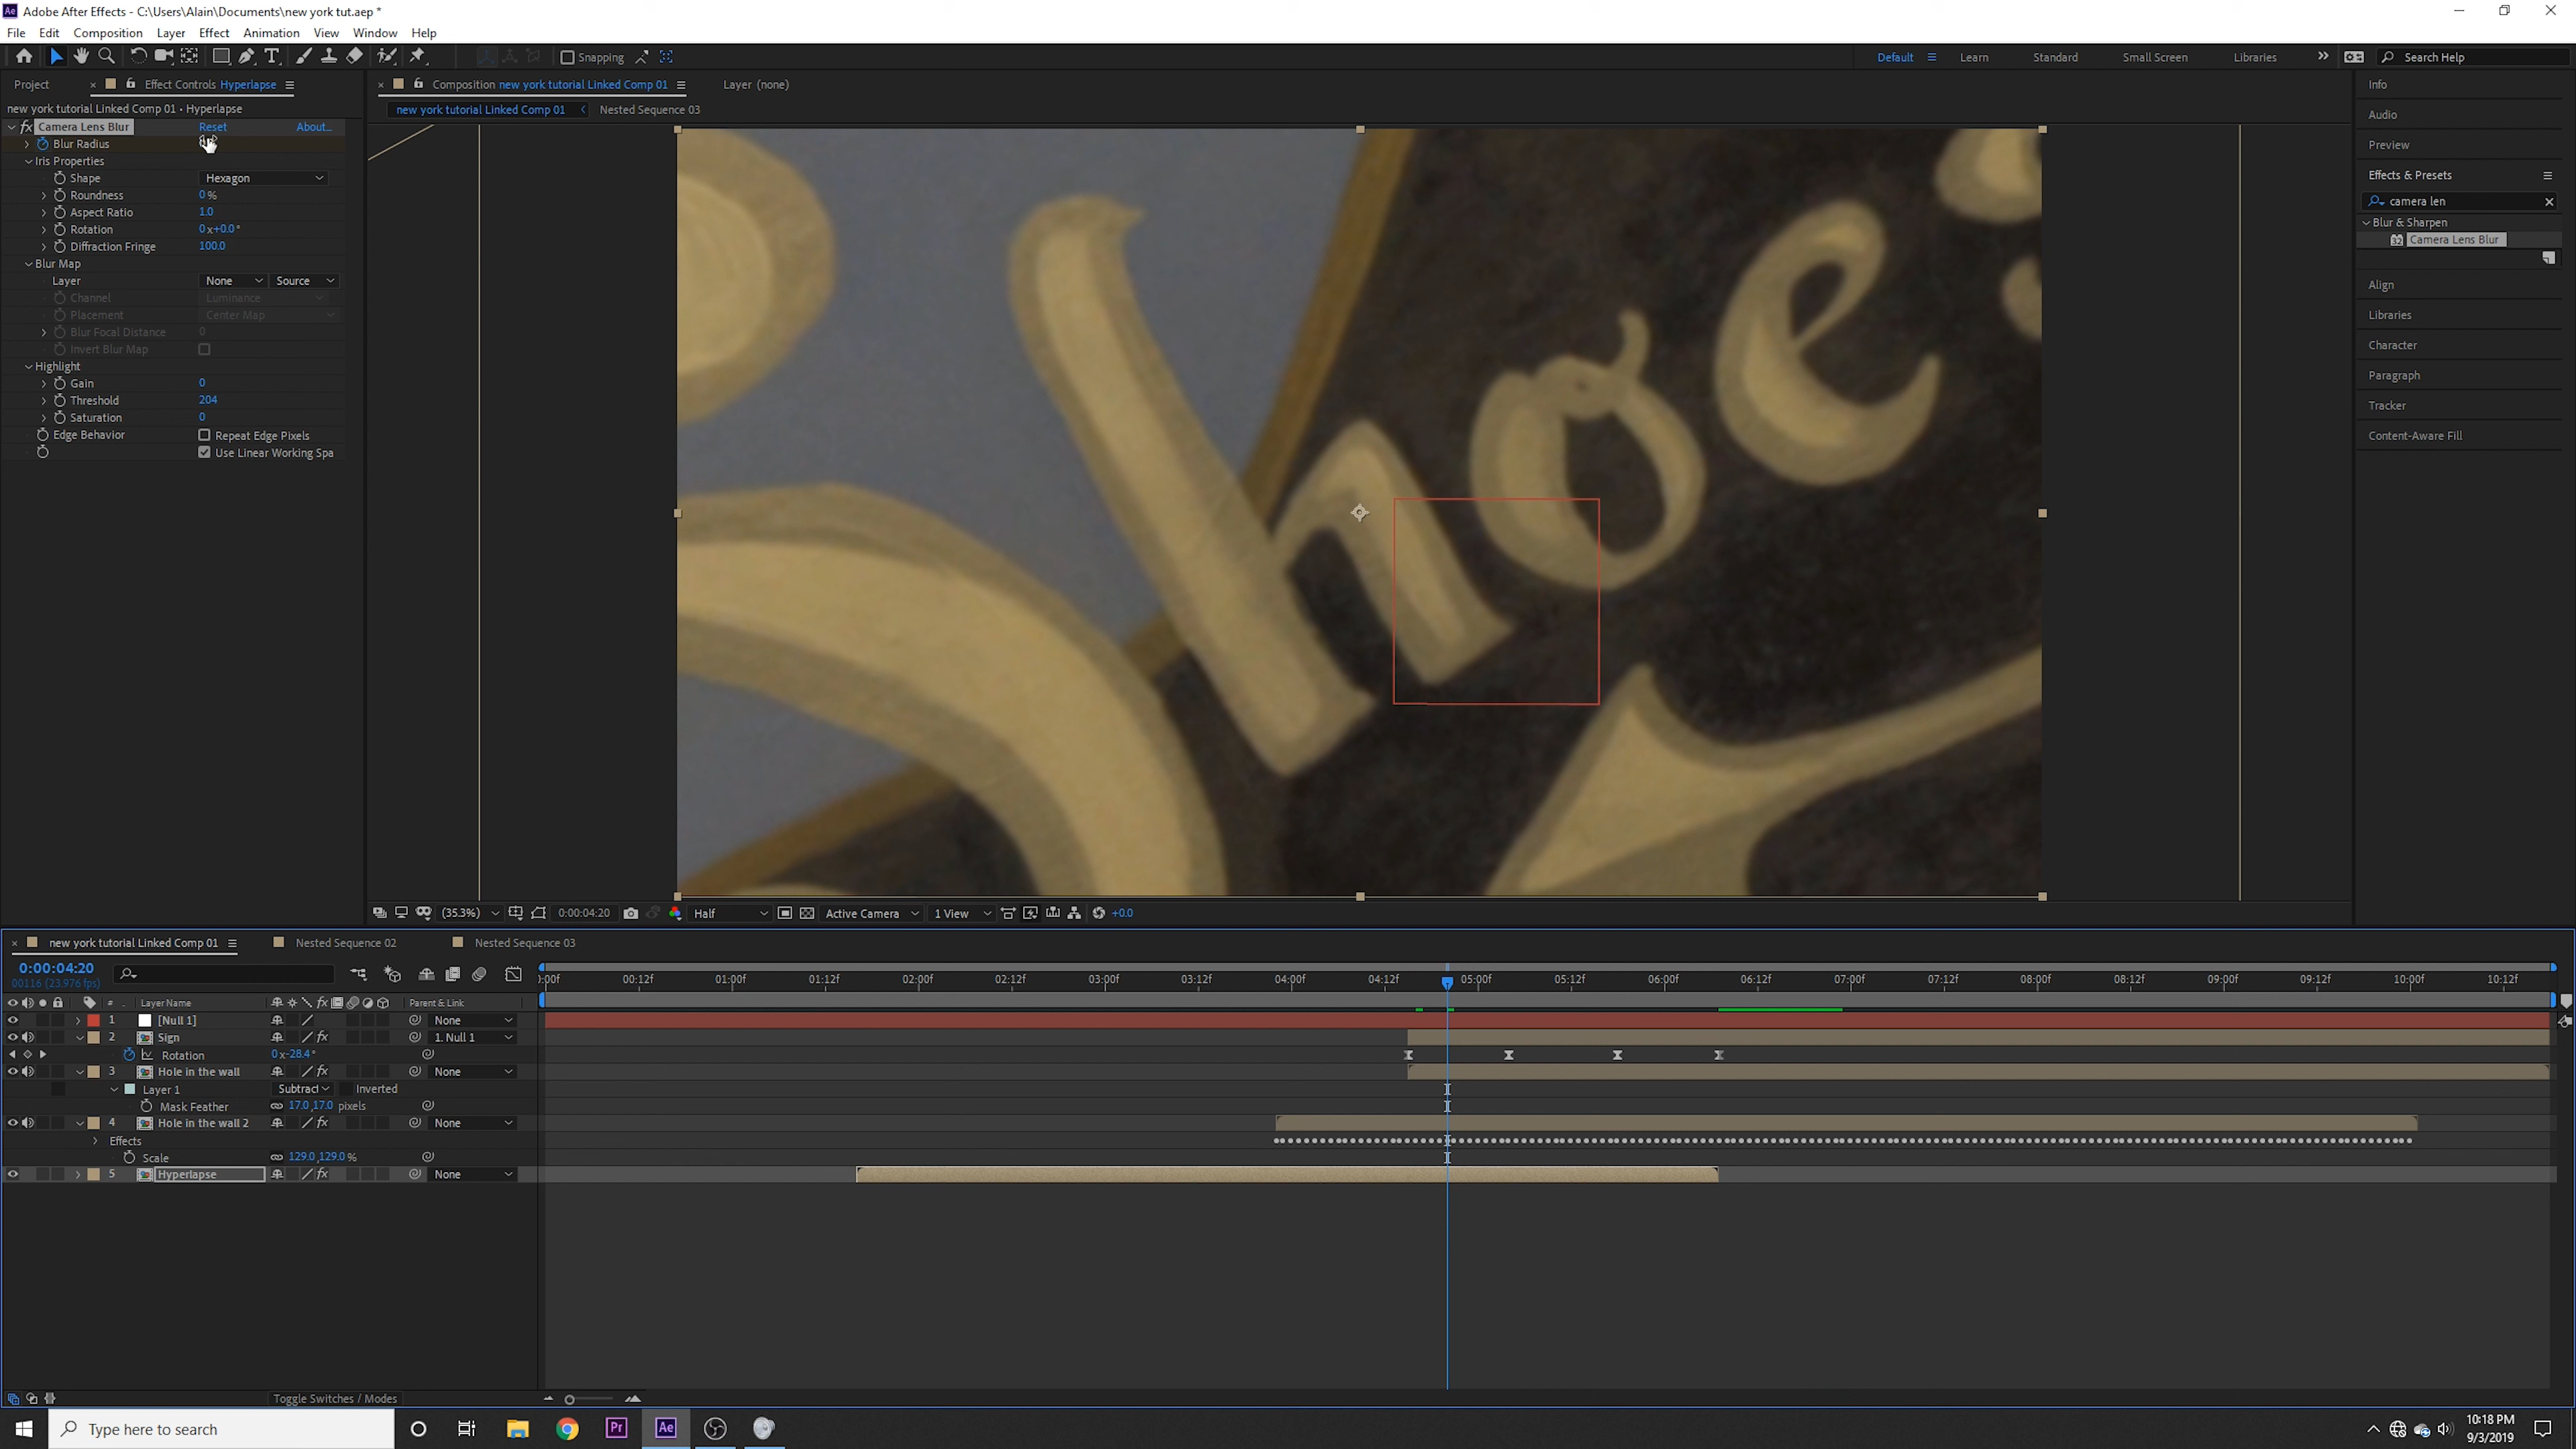 Adobe After Effects - C:\Users\Alain\Documents\new york tut.aep *
File Edit Composition Layer Effect Animation View Window Help
Snapping
Default Learn Standard Small Screen Libraries Search Help
Project Effect Controls Hyperlapse Composition new york tutorial Linked Comp 01 Layer (none)
new york tutorial Linked Comp 01 • Hyperlapse
new york tutorial Linked Comp 01 Nested Sequence 03
fx Camera Lens Blur Reset About...
Blur Radius
Iris Properties
Shape Hexagon
Roundness 0 %
Aspect Ratio 1.0
Rotation 0 x+0.0 °
Diffraction Fringe 100.0
Blur Map
Layer None Source
Channel Luminance
Placement Center Map
Blur Focal Distance 0
Invert Blur Map
Highlight
Gain 0
Threshold 204
Saturation 0
Edge Behavior Repeat Edge Pixels
Use Linear Working Spa
hoe
Info
Audio
Preview
Effects & Presets
camera len
Blur & Sharpen
32 Camera Lens Blur
Align
Libraries
Character
Paragraph
Tracker
Content-Aware Fill
(35.3%) 0:00:04:20 Half Active Camera 1 View +0.0
new york tutorial Linked Comp 01 Nested Sequence 02 Nested Sequence 03
0:00:04:20
00116 (23.976 fps)
:00f 00:12f 01:00f 01:12f 02:00f 02:12f 03:00f 03:12f 04:00f 04:12f 05:00f 05:12f 06:00f 06:12f 07:00f 07:12f 08:00f 08:12f 09:00f 09:12f 10:00f 10:12f
# Layer Name fx Parent & Link
1 [Null 1] None
2 Sign fx 1. Null 1
Rotation 0 x-28.4 °
3 Hole in the wall fx None
Layer 1 Subtract Inverted
Mask Feather 17.0,17.0 pixels
4 Hole in the wall 2 fx None
Effects
Scale 129.0,129.0 %
5 Hyperlapse fx None
Toggle Switches / Modes
Type here to search
Pr Ae
10:18 PM
9/3/2019